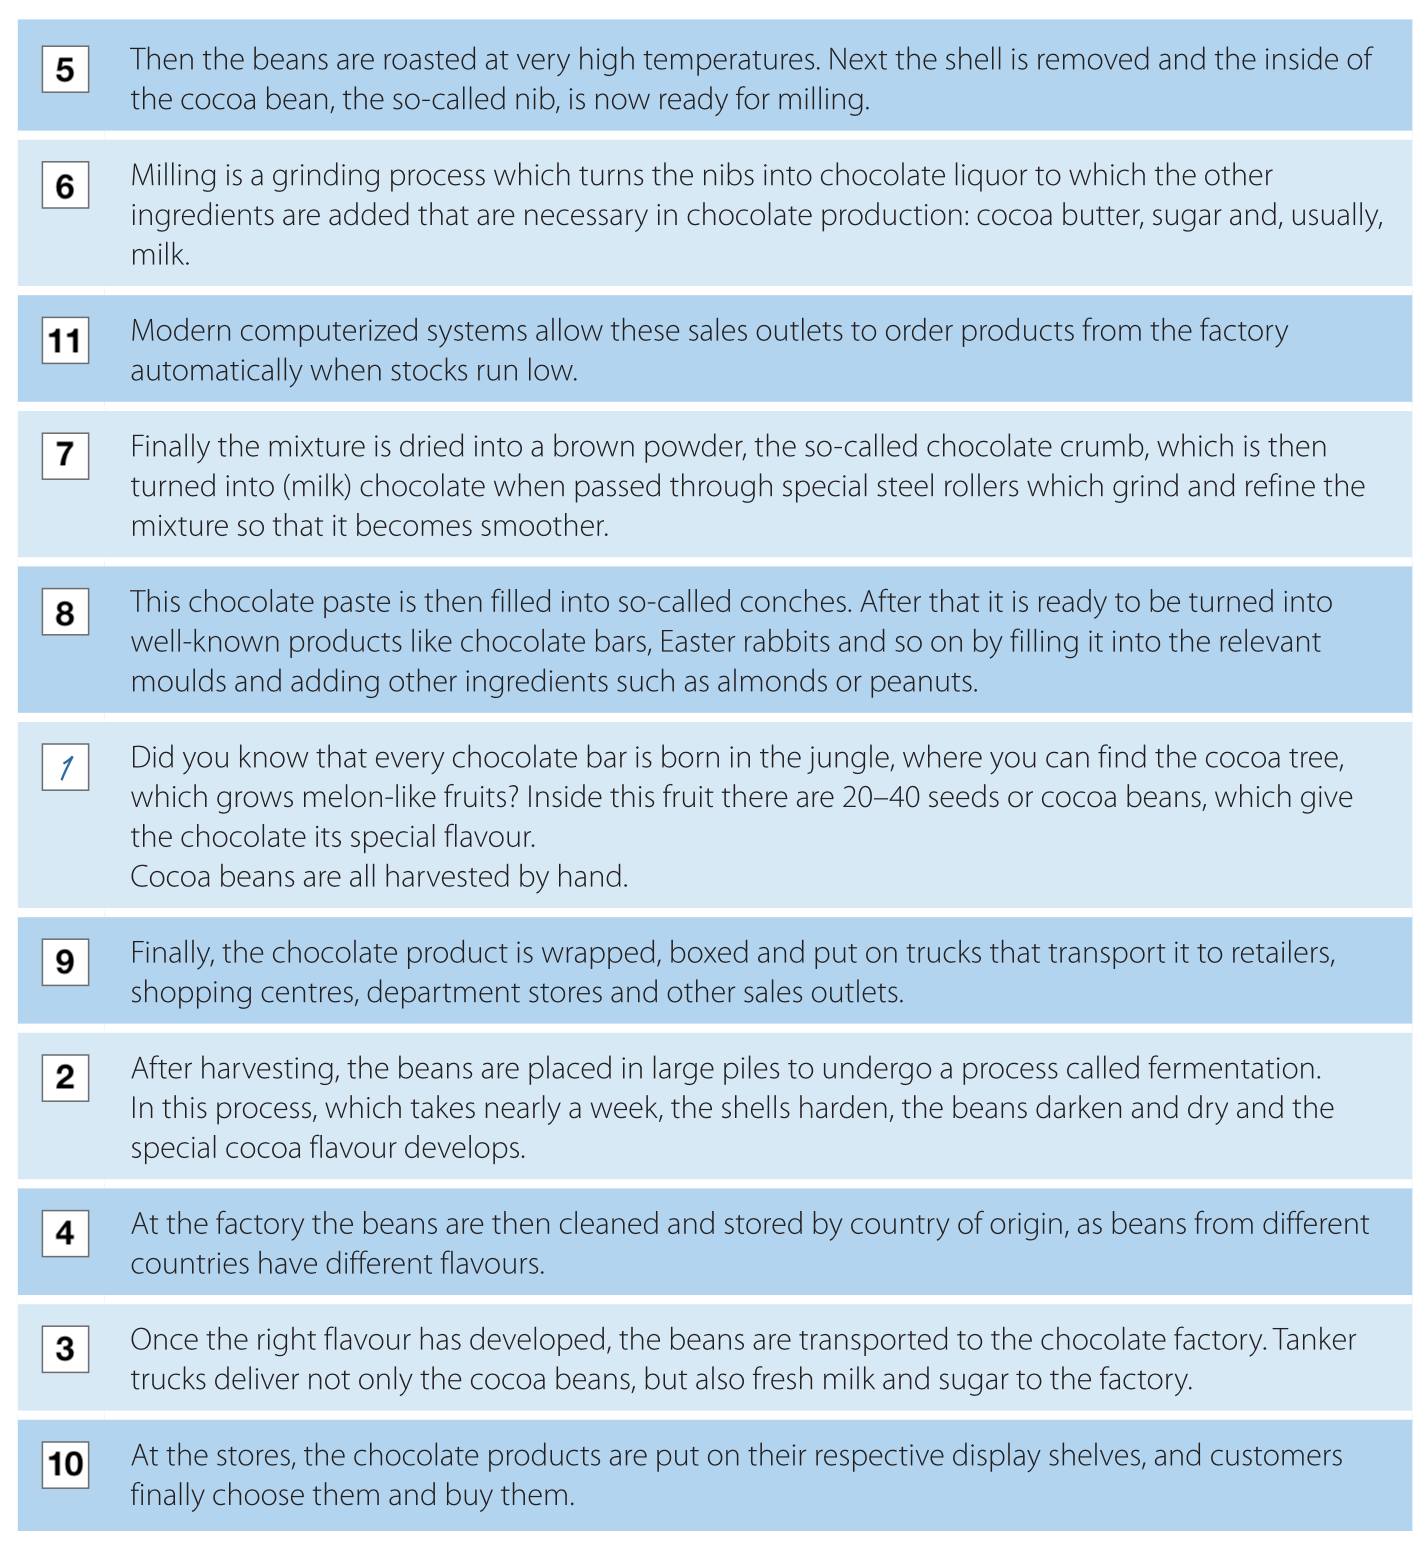 5
Then the beans are roasted at very high temperatures. Next the shell is removed and the inside of
the cocoa bean, the so-called nib, is now ready for milling.
6
Milling is a grinding process which turns the nibs into chocolate liquor to which the other
ingredients are added that are necessary in chocolate production: cocoa butter, sugar and, usually,
milk.
11
Modern computerized systems allow these sales outlets to order products from the factory
automatically when stocks run low.
7
Finally the mixture is dried into a brown powder, the so-called chocolate crumb, which is then
turned into (milk) chocolate when passed through special steel rollers which grind and refine the
mixture so that it becomes smoother.
8
This chocolate paste is then filled into so-called conches. After that it is ready to be turned into
well-known products like chocolate bars, Easter rabbits and so on by filling it into the relevant
moulds and adding other ingredients such as almonds or peanuts.
1
Did you know that every chocolate bar is born in the jungle, where you can find the cocoa tree,
which grows melon-like fruits? Inside this fruit there are 20–40 seeds or cocoa beans, which give
the chocolate its special flavour.
Cocoa beans are all harvested by hand.
9
Finally, the chocolate product is wrapped, boxed and put on trucks that transport it to retailers,
shopping centres, department stores and other sales outlets.
2
After harvesting, the beans are placed in large piles to undergo a process called fermentation.
In this process, which takes nearly a week, the shells harden, the beans darken and dry and the
special cocoa flavour develops.
4
At the factory the beans are then cleaned and stored by country of origin, as beans from different
countries have different flavours.
3
Once the right flavour has developed, the beans are transported to the chocolate factory. Tanker
trucks deliver not only the cocoa beans, but also fresh milk and sugar to the factory.
10
At the stores, the chocolate products are put on their respective display shelves, and customers
finally choose them and buy them.